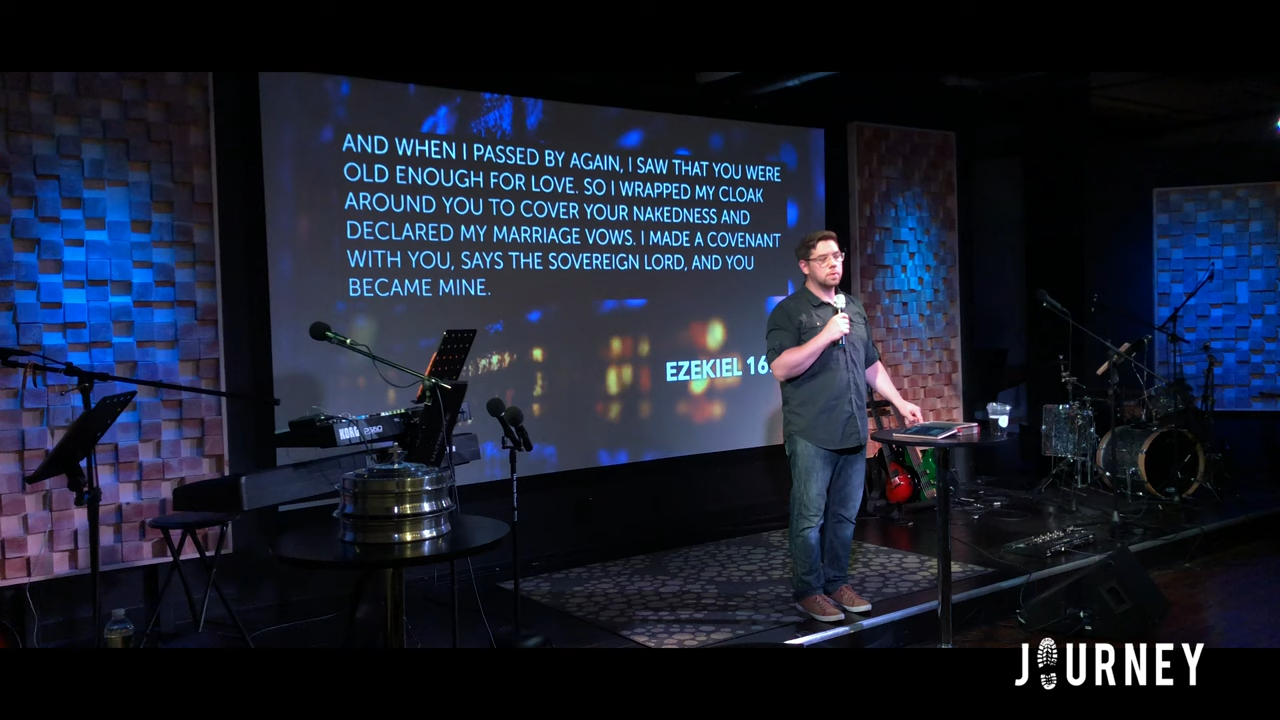 AND WHEN I PASSED BY AGAIN, I SAW THAT YOU WERE
OLD ENOUGH FOR LOVE. SO I WRAPPED MY CLOAK
AROUND YOU TO COVER YOUR NAKEDNESS AND
DECLARED MY MARRIAGE VOWS. I MADE A COVENANT
WITH YOU, SAYS THE SOVEREIGN LORD, AND YOU
BECAME MINE.
EZEKIEL 16
KORG
JOURNEY